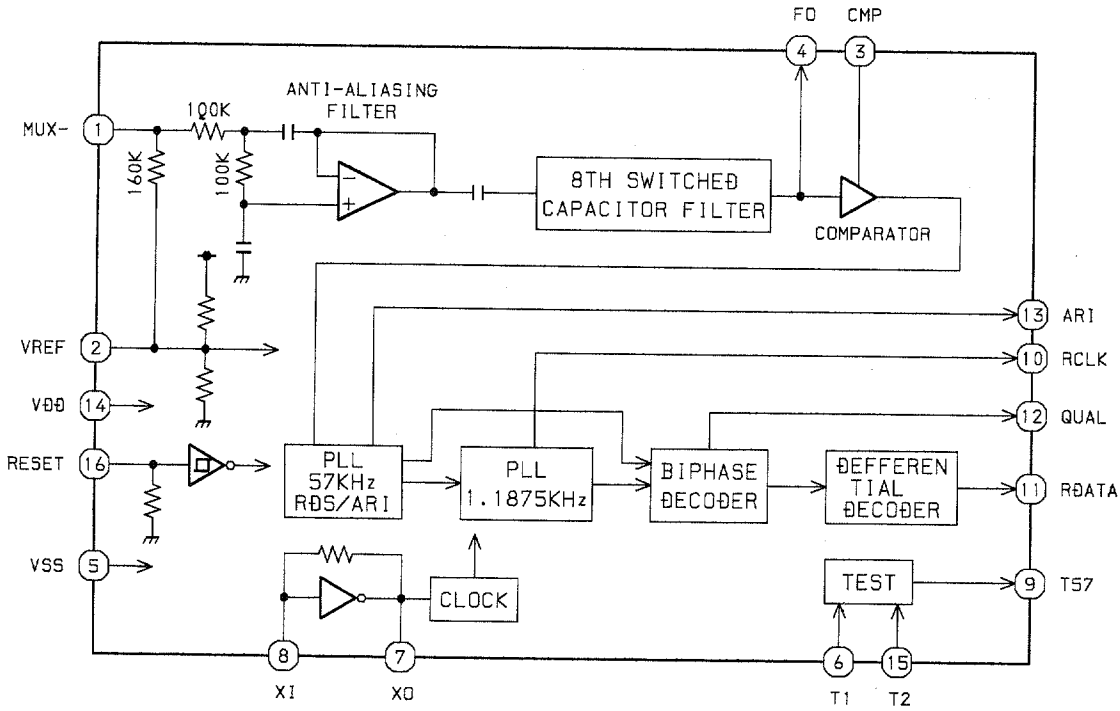 FO
CMP
4
3
ANTI-ALIASING
FILTER
100K
MUX-
1
160K
100K
-
+
8TH SWITCHED
CAPACITOR FILTER
COMPARATOR
13
ARI
VREF
2
10
RCLK
VDD
14
12
QUAL
RESET
16
PLL
57KHz
RDS/ARI
PLL
1.1875KHz
BIPHASE
DECODER
DEFFEREN
TIAL
DECODER
11
RDATA
VSS
5
CLOCK
TEST
9
T57
8
7
6
15
XI
XO
T1
T2